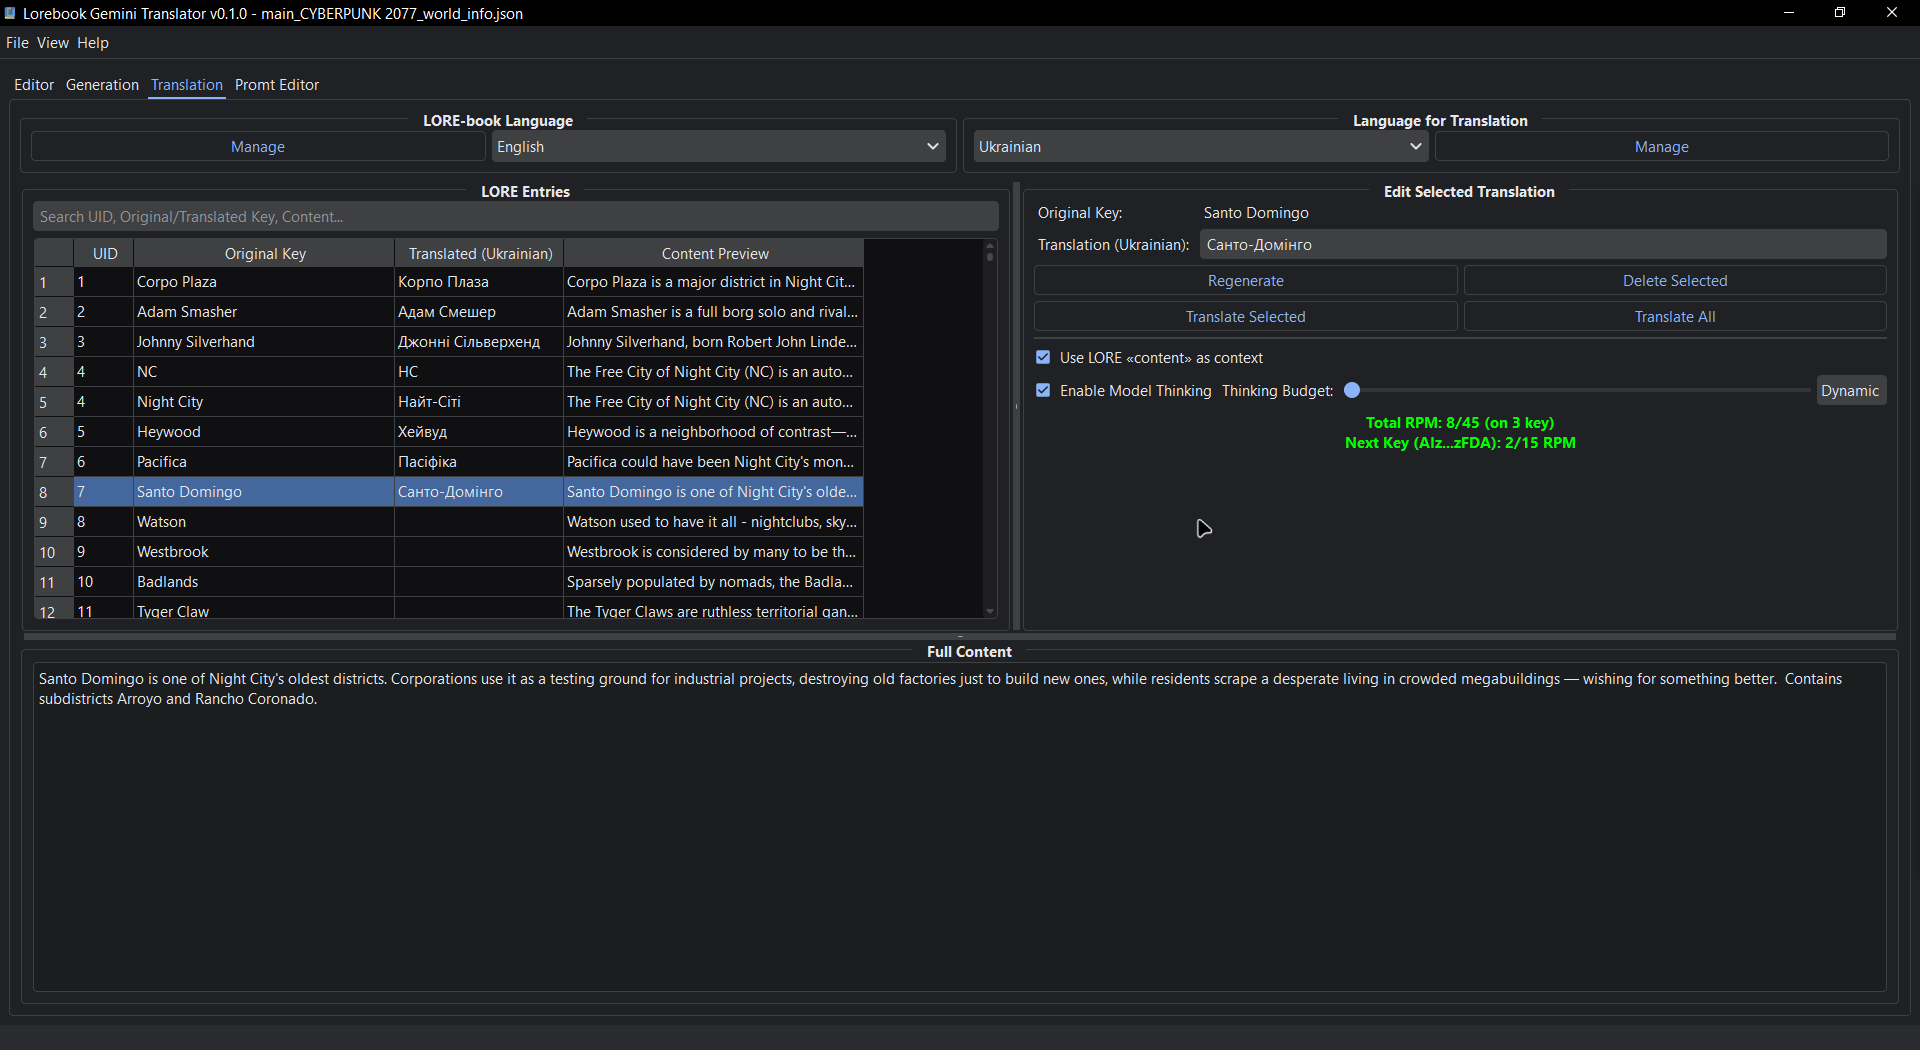 Lorebook Gemini Translator v0.1.0 - main_CYBERPUNK 2077_world_info.json
File View Help
Editor Generation Translation Promt Editor
LORE-book Language
Manage English
Language for Translation
Ukrainian Manage
LORE Entries
Search UID, Original/Translated Key, Content...
UID Original Key Translated (Ukrainian) Content Preview
1 1 Corpo Plaza Корпо Плаза Corpo Plaza is a major district in Night Cit...
2 2 Adam Smasher Адам Смешер Adam Smasher is a full borg solo and rival...
3 3 Johnny Silverhand Джонні Сільверхенд Johnny Silverhand, born Robert John Linde...
4 4 NC НС The Free City of Night City (NC) is an auto...
5 4 Night City Найт-Сіті The Free City of Night City (NC) is an auto...
6 5 Heywood Хейвуд Heywood is a neighborhood of contrast—...
7 6 Pacifica Пасіфіка Pacifica could have been Night City's mon...
8 7 Santo Domingo Санто-Домінго Santo Domingo is one of Night City's olde...
9 8 Watson Watson used to have it all - nightclubs, sky...
10 9 Westbrook Westbrook is considered by many to be th...
11 10 Badlands Sparsely populated by nomads, the Badla...
12 11 Tyger Claw The Tyger Claws are ruthless territorial gan...
Edit Selected Translation
Original Key: Santo Domingo
Translation (Ukrainian): Санто-Домінго
Regenerate Delete Selected
Translate Selected Translate All
Use LORE «content» as context
Enable Model Thinking Thinking Budget: Dynamic
Total RPM: 8/45 (on 3 key)
Next Key (AIz...zFDA): 2/15 RPM
Full Content
Santo Domingo is one of Night City's oldest districts. Corporations use it as a testing ground for industrial projects, destroying old factories just to build new ones, while residents scrape a desperate living in crowded megabuildings — wishing for something better. Contains
subdistricts Arroyo and Rancho Coronado.